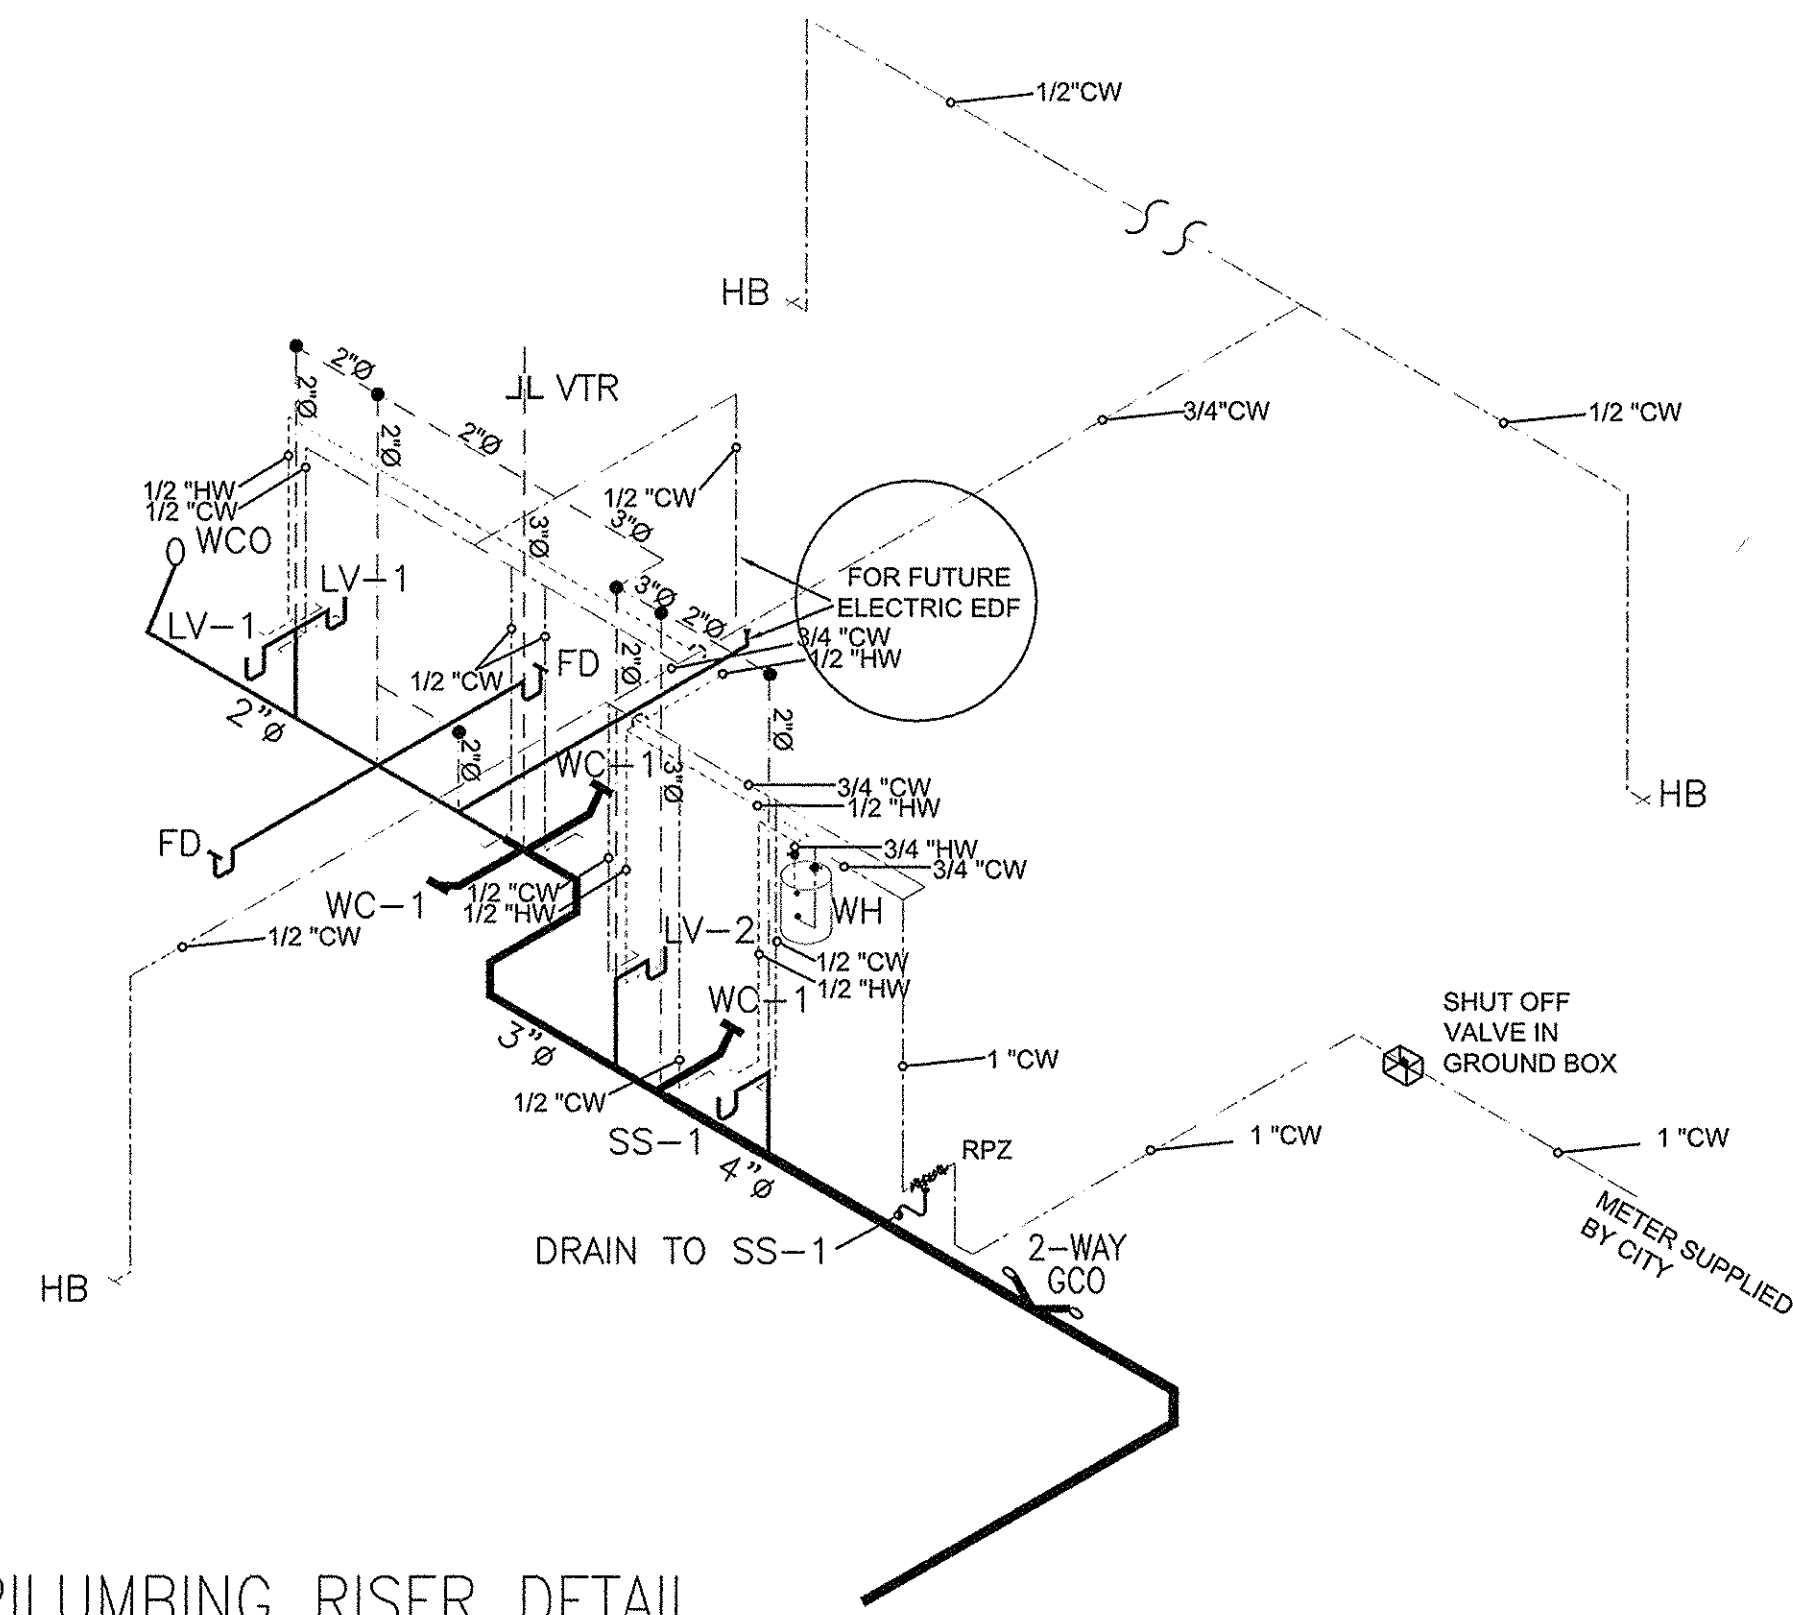 1/2"CW
HB
2"Ø
VTR
2"Ø
2"Ø
2"Ø
3/4"CW
1/2 "CW
1/2 "HW
1/2 "CW
1/2 "CW
WCO
3"Ø
3"Ø
LV-1
LV-1
FOR FUTURE
ELECTRIC EDF
3"Ø
2"Ø
3/4 "CW
1/2 "HW
FD
1/2 "CW
2"Ø
2"Ø
2"Ø
2"Ø
WC-1
3"Ø
3/4 "CW
1/2 "HW
HB
FD
3/4 "HW
3/4 "CW
WC-1
1/2 "CW
1/2 "HW
WH
1/2 "CW
LV-2
1/2 "CW
1/2 "HW
WC-1
SHUT OFF
VALVE IN
GROUND BOX
3"Ø
1 "CW
1/2 "CW
SS-1
4"Ø
RPZ
1 "CW
1 "CW
METER SUPPLIED
BY CITY
DRAIN TO SS-1
2-WAY
GCO
HB
RISER DETAIL